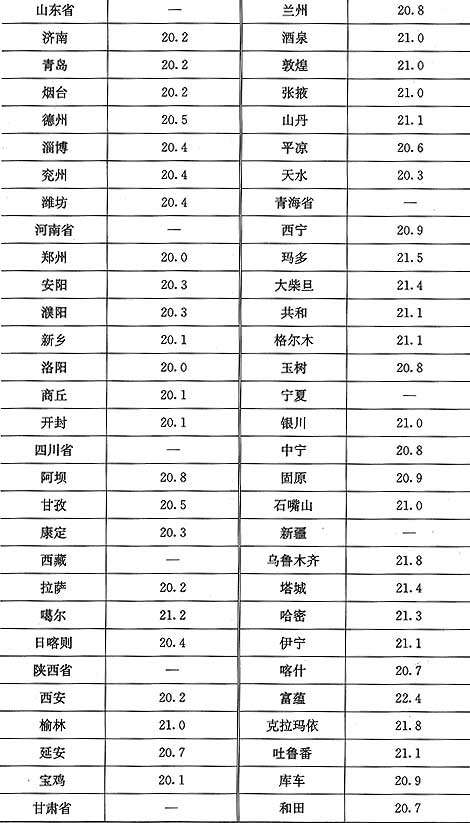 山东省 — 兰州 20.8
济南 20.2 酒泉 21.0
青岛 20.2 敦煌 21.0
烟台 20.2 张掖 21.0
德州 20.5 山丹 21.1
淄博 20.4 平凉 20.6
兖州 20.4 天水 20.3
潍坊 20.4 青海省 —
河南省 — 西宁 20.9
郑州 20.0 玛多 21.5
安阳 20.3 大柴旦 21.4
濮阳 20.3 共和 21.1
新乡 20.1 格尔木 21.1
洛阳 20.0 玉树 20.8
商丘 20.1 宁夏 —
开封 20.1 银川 21.0
四川省 — 中宁 20.8
阿坝 20.8 固原 20.9
甘孜 20.5 石嘴山 21.0
康定 20.3 新疆 —
西藏 — 乌鲁木齐 21.8
拉萨 20.2 塔城 21.4
噶尔 21.2 哈密 21.3
日喀则 20.4 伊宁 21.1
陕西省 — 喀什 20.7
西安 20.2 富蕴 22.4
榆林 21.0 克拉玛依 21.8
延安 20.7 吐鲁番 21.1
宝鸡 20.1 库车 20.9
甘肃省 — 和田 20.7